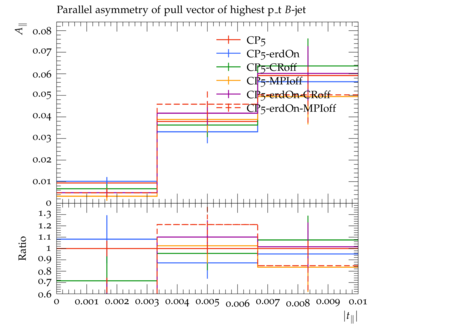 Parallel asymmetry of pull vector of highest p_t B-jet
A∥
0.08
0.07
0.06
0.05
0.04
0.03
0.02
0.01
0
CP5
CP5-erdOn
CP5-CRoff
CP5-MPIoff
CP5-erdOn-CRoff
CP5-erdOn-MPIoff
Ratio
1.3
1.2
1.1
1
0.9
0.8
0.7
0.6
0 0.001 0.002 0.003 0.004 0.005 0.006 0.007 0.008 0.009 0.01
|t∥|